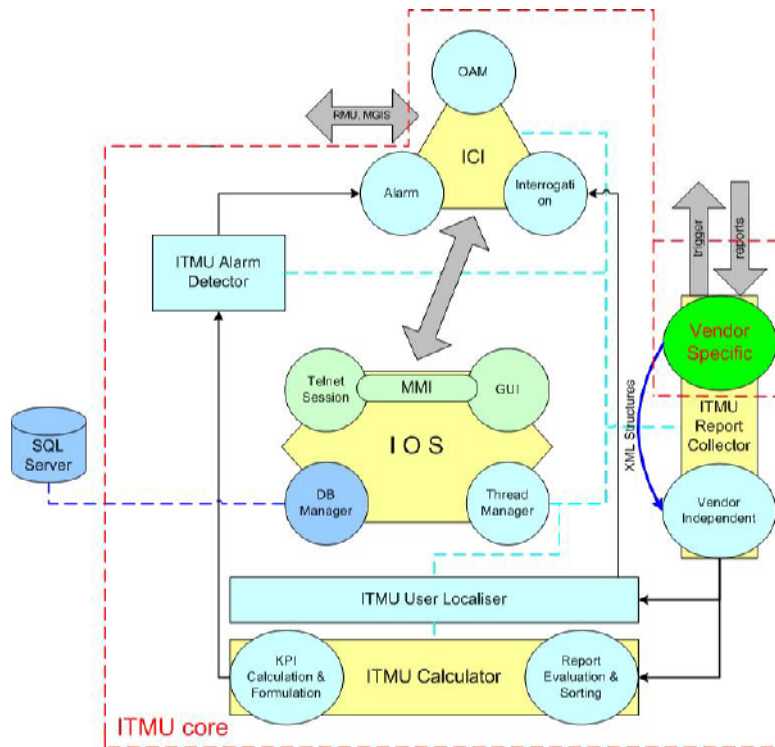 OAM
RMU, MGIS
ICI
Alarm
Interrogati
on
trigger
reports
ITMU Alarm
Detector
Vendor
Specific
Telnet
Session
MMI
GUI
XML Structures
ITMU
Report
Collector
I O S
SQL
Server
DB
Manager
Thread
Manager
Vendor
Independent
ITMU User Localiser
KPI
Calculation &
Formulation
ITMU Calculator
Report
Evaluation &
Sorting
ITMU core